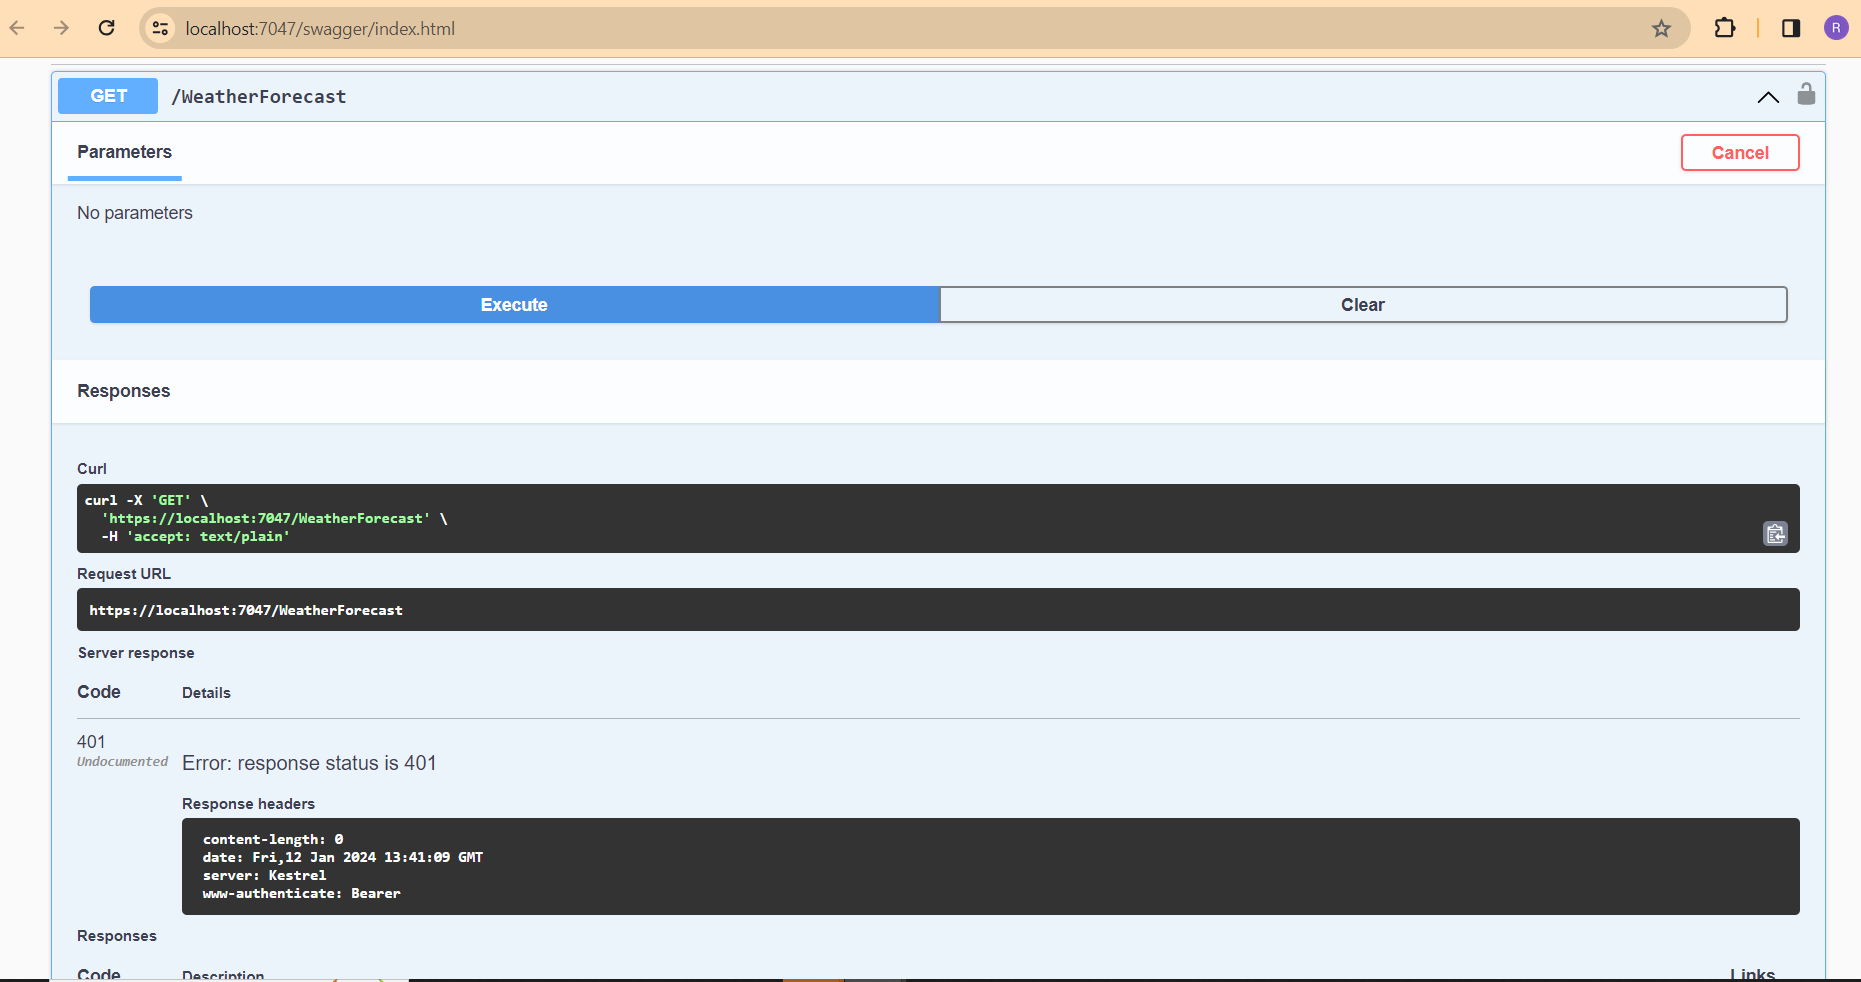 localhost:7047/swagger/index.html
R
GET /WeatherForecast
Parameters
Cancel
No parameters
Execute
Clear
Responses
Curl
curl -X 'GET' \
'https://localhost:7047/WeatherForecast' \
-H 'accept: text/plain'
Request URL
https://localhost:7047/WeatherForecast
Server response
Code Details
401
Undocumented
Error: response status is 401
Response headers
content-length: 0
date: Fri,12 Jan 2024 13:41:09 GMT
server: Kestrel
www-authenticate: Bearer
Responses
Code Description Links